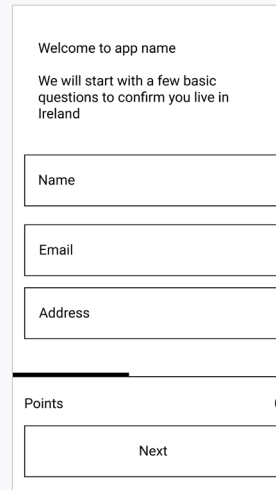 Welcome to app name
We will start with a few basic
questions to confirm you live in
Ireland
Name
Email
Address
Points
Next